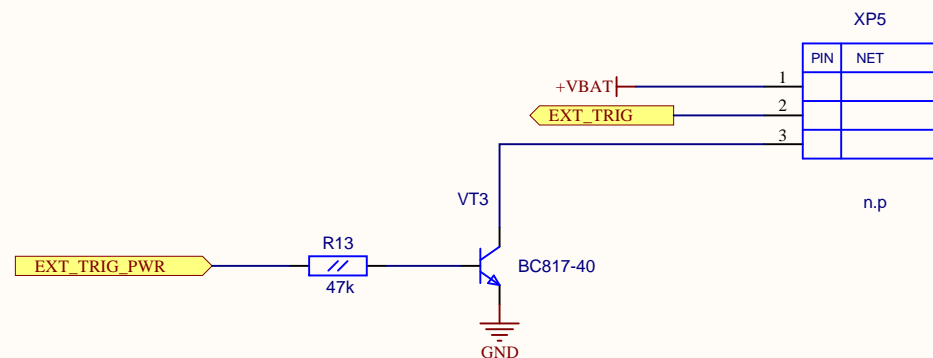 XP5
PIN NET
+VBAT 1
EXT_TRIG 2
3
VT3
n.p
R13
EXT_TRIG_PWR
BC817-40
47k
GND